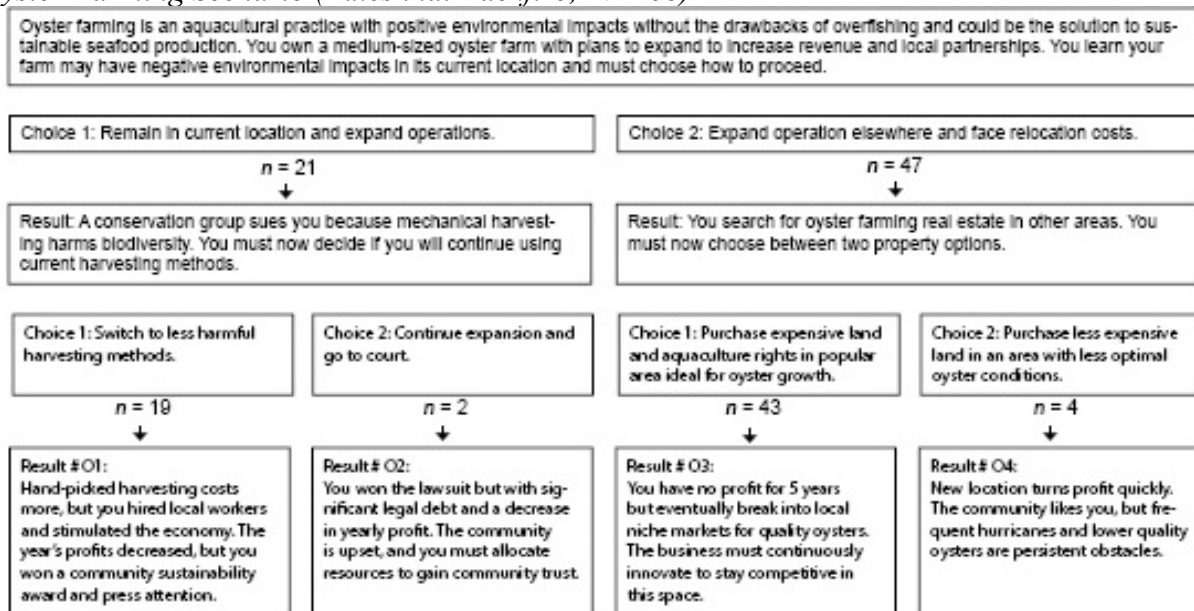 Oyster farming is an aquacultural practice with positive environmental impacts without the drawbacks of overfishing and could be the solution to sus-
tainable seafood production. You own a medium-sized oyster farm with plans to expand to increase revenue and local partnerships. You learn your
farm may have negative environmental impacts in its current location and must choose how to proceed.
Choice 1: Remain in current location and expand operations.
Choice 2: Expand operation elsewhere and face relocation costs.
n = 21
n = 47
Result: A conservation group sues you because mechanical harvest-
ing harms biodiversity. You must now decide if you will continue using
current harvesting methods.
Result: You search for oyster farming real estate in other areas. You
must now choose between two property options.
Choice 1: Switch to less harmful
harvesting methods.
Choice 2: Continue expansion and
go to court.
Choice 1: Purchase expensive land
and aquaculture rights in popular
area ideal for oyster growth.
Choice 2: Purchase less expensive
land in an area with less optimal
oyster conditions.
n = 19
n = 2
n = 43
n = 4
Result # O1:
Hand-picked harvesting costs
more, but you hired local workers
and stimulated the economy. The
year's profits decreased, but you
won a community sustainability
award and press attention.
Result # O2:
You won the lawsuit but with sig-
nificant legal debt and a decrease
in yearly profit. The community
is upset, and you must allocate
resources to gain community trust.
Result # O3:
You have no profit for 5 years
but eventually break into local
niche markets for quality oysters.
The business must continuously
innovate to stay competitive in
this space.
Result # O4:
New location turns profit quickly.
The community likes you, but fre-
quent hurricanes and lower quality
oysters are persistent obstacles.